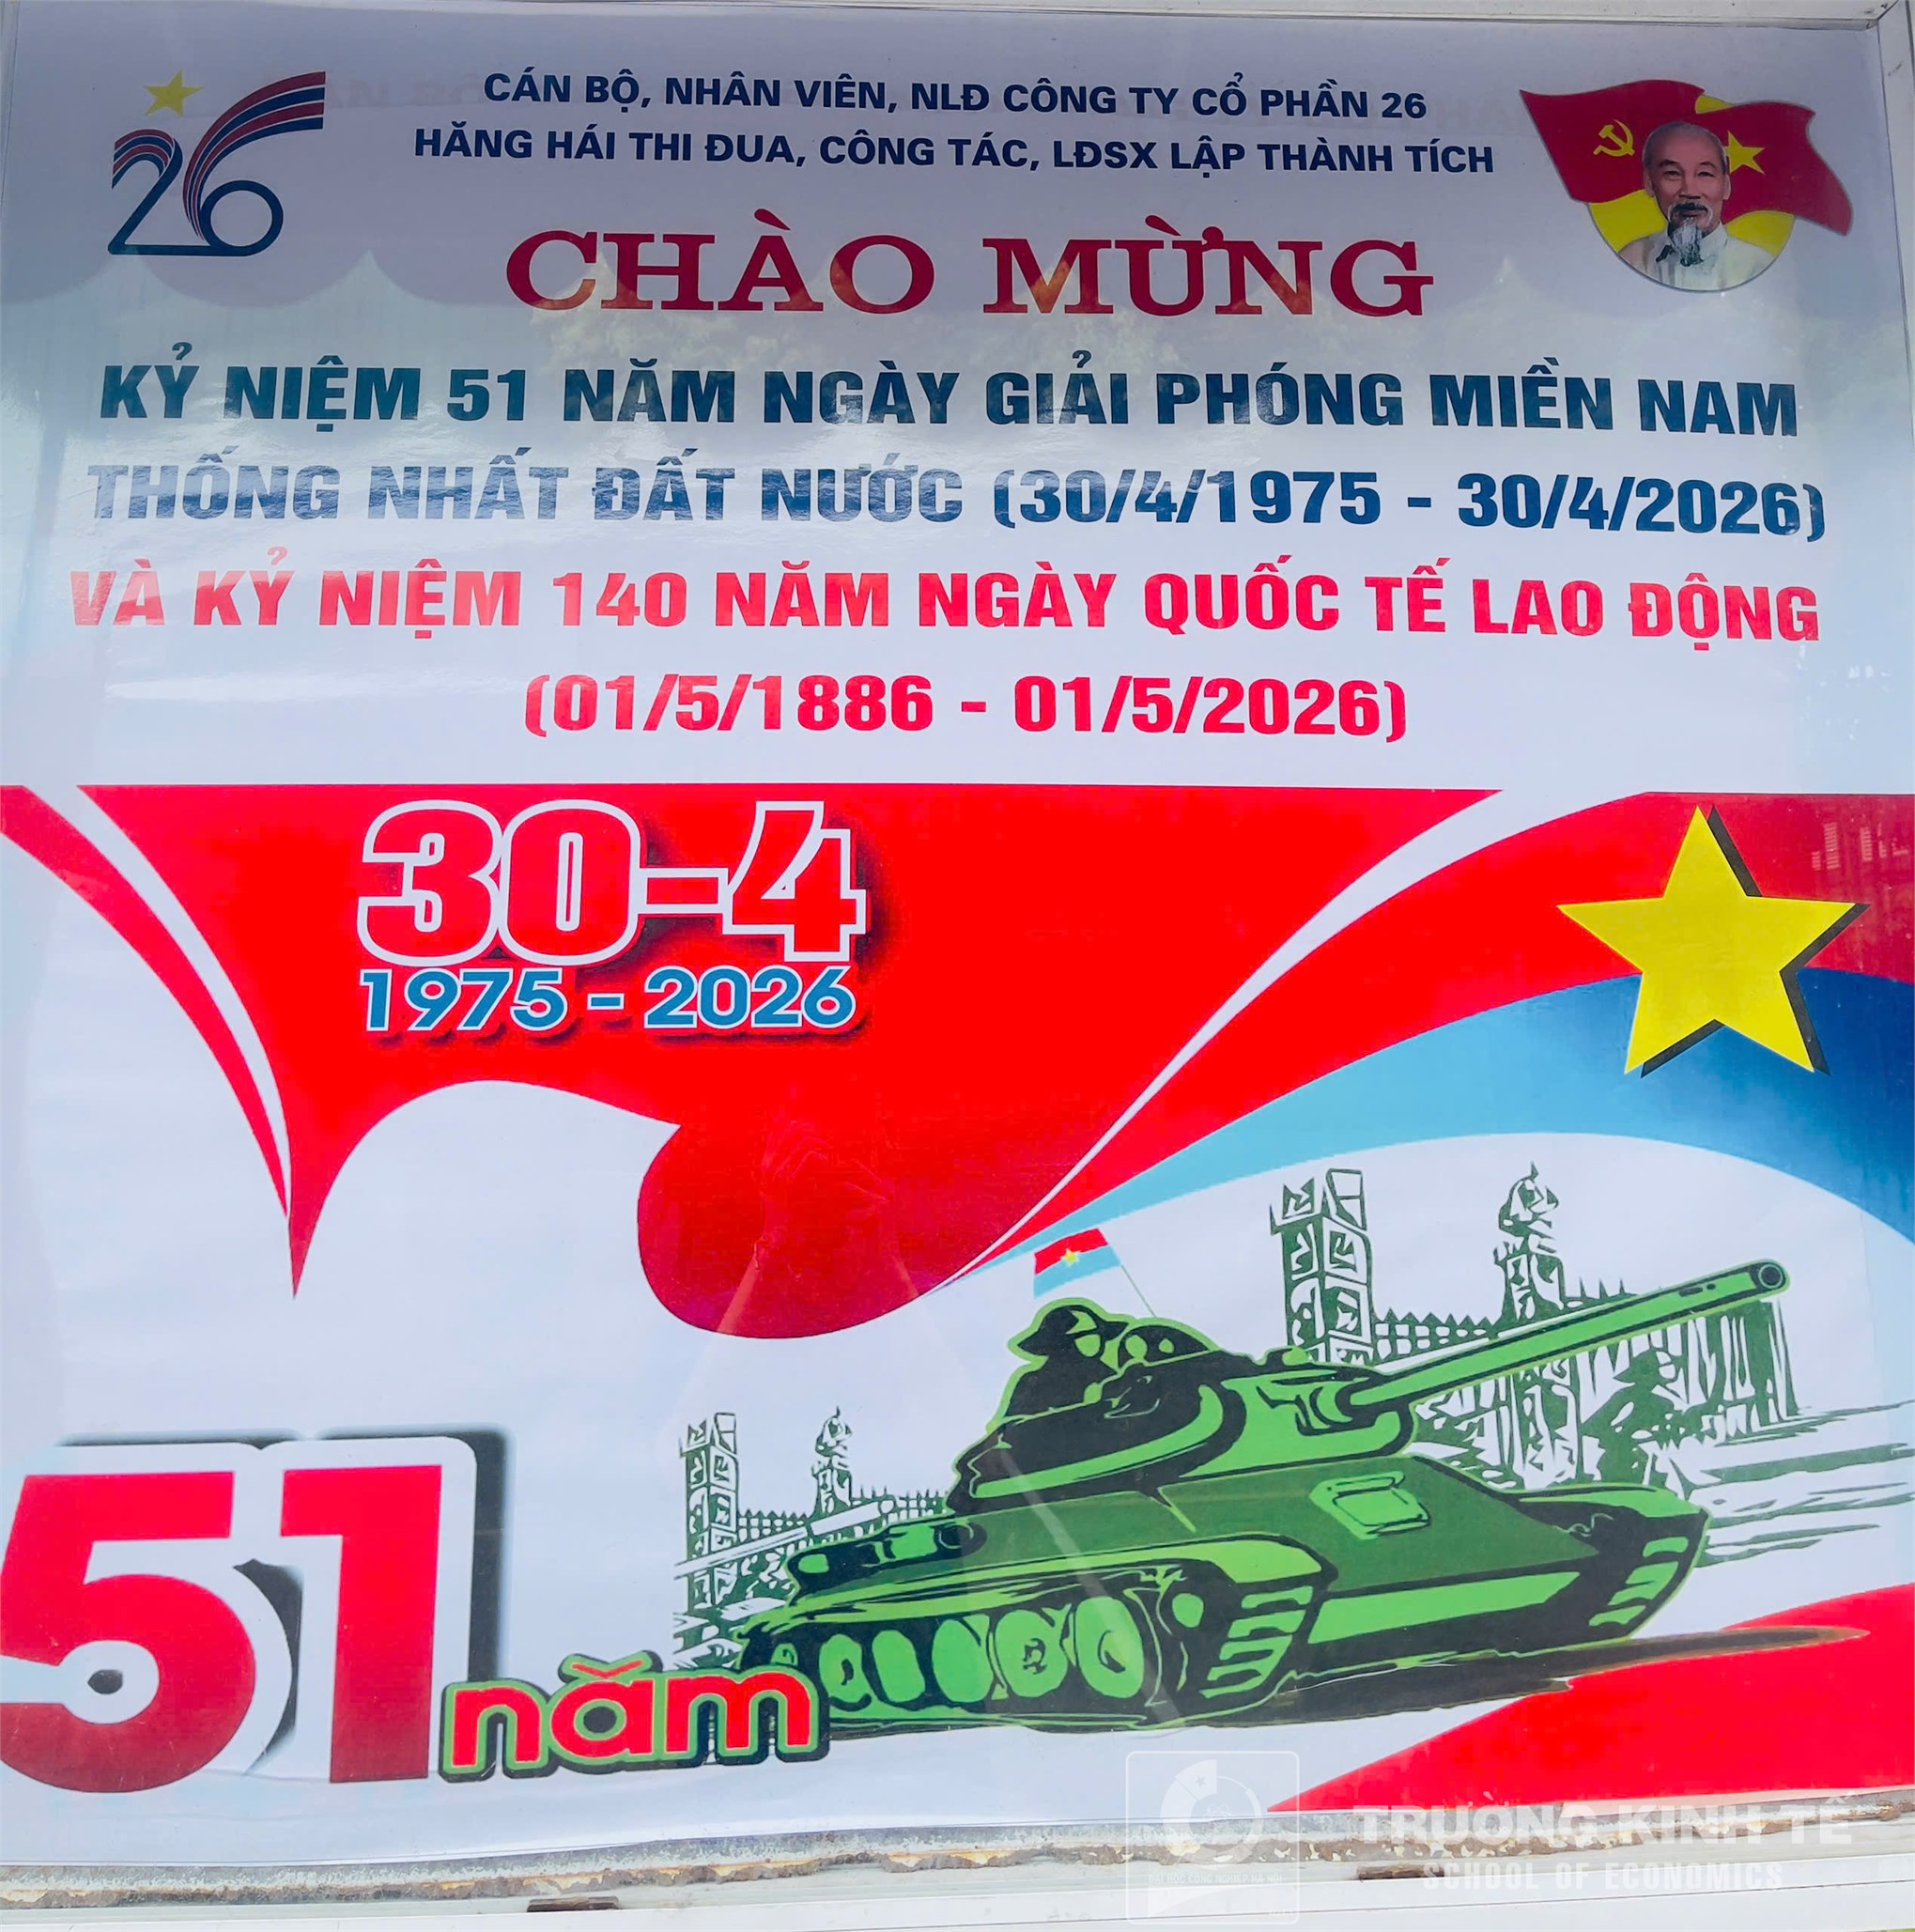 26
CÁN BỘ, NHÂN VIÊN, NLĐ CÔNG TY CỔ PHẦN 26
HĂNG HÁI THI ĐUA, CÔNG TÁC, LĐSX LẬP THÀNH TÍCH
CHÀO MỪNG
KỶ NIỆM 51 NĂM NGÀY GIẢI PHÓNG MIỀN NAM
THỐNG NHẤT ĐẤT NƯỚC (30/4/1975 - 30/4/2026)
VÀ KỶ NIỆM 140 NĂM NGÀY QUỐC TẾ LAO ĐỘNG
(01/5/1886 - 01/5/2026)
30-4
1975 - 2026
51 năm
TRƯỜNG KINH TẾ
SCHOOL OF ECONOMICS